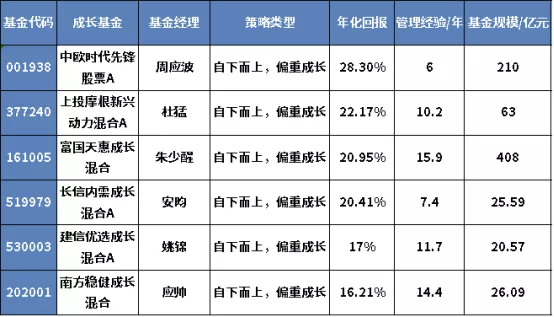 基金代码 成长基金 基金经理 策略类型 年化回报 管理经验/年 基金规模/亿元
001938 中欧时代先锋股票A 周应波 自下而上，偏重成长 28.30% 6 210
377240 上投摩根新兴动力混合A 杜猛 自下而上，偏重成长 22.17% 10.2 63
161005 富国天惠成长混合 朱少醒 自下而上，偏重成长 20.95% 15.9 408
519979 长信内需成长混合A 安昀 自下而上，偏重成长 20.41% 7.4 25.59
530003 建信优选成长混合A 姚锦 自下而上，偏重成长 17% 11.7 20.57
202001 南方稳健成长混合 应帅 自下而上，偏重成长 16.21% 14.4 26.09